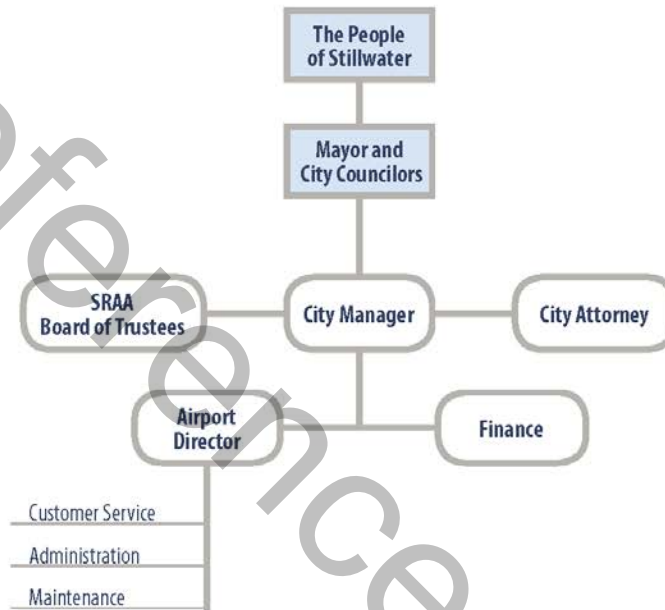 The People
of Stillwater
Mayor and
City Councilors
SRAA
Board of Trustees
City Manager
City Attorney
Airport
Director
Finance
Customer Service
Administration
Maintenance
eference